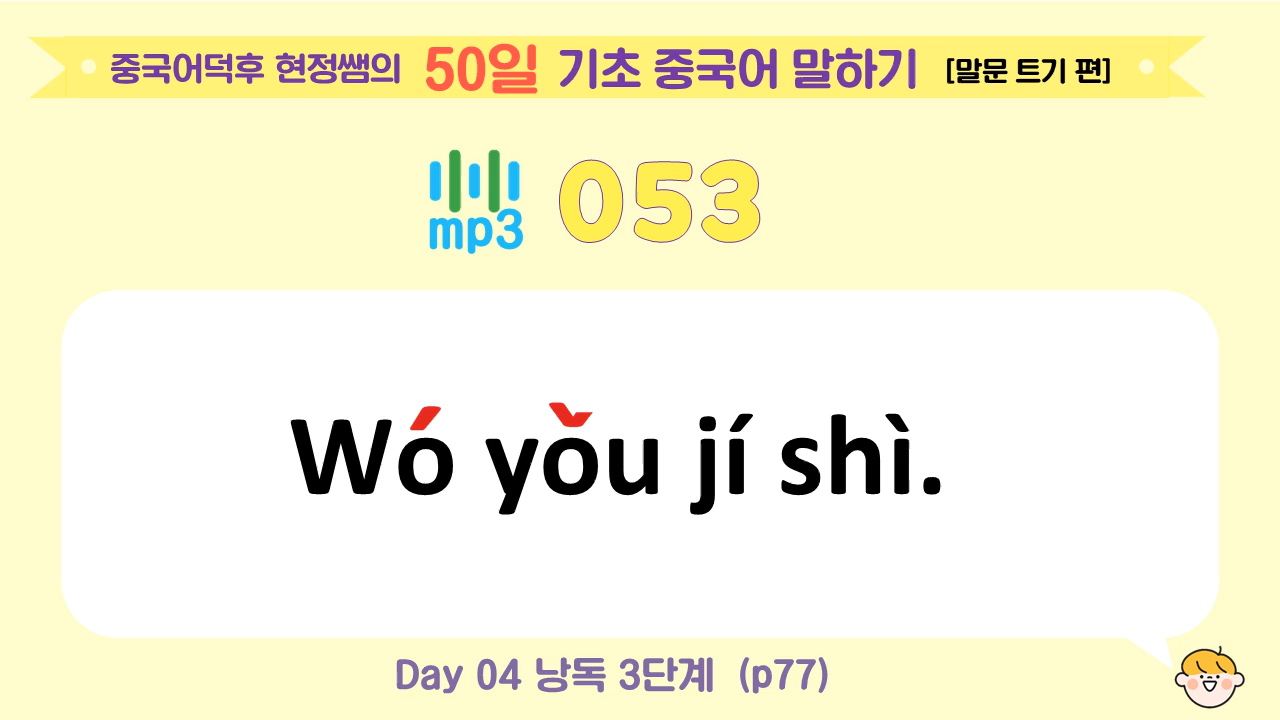 중국어덕후 현정쌤의 50일 기초 중국어 말하기 [말문 트기 편]
mp3 053
Wó yǒu jí shì.
Day 04 낭독 3단계 (p77)